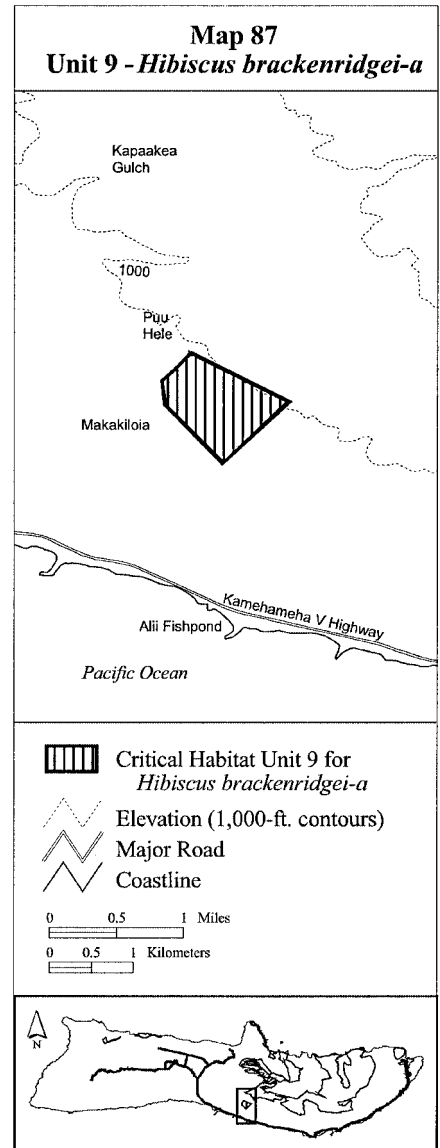 Map 87
Unit 9 - Hibiscus brackenridgei-a
Kapaakea
Gulch
1000
Puu
Hele
Makakiloia
Kamehameha V Highway
Alii Fishpond
Pacific Ocean
Critical Habitat Unit 9 for
Hibiscus brackenridgei-a
Elevation (1,000-ft. contours)
Major Road
Coastline
0 0.5 1 Miles
0 0.5 1 Kilometers
N